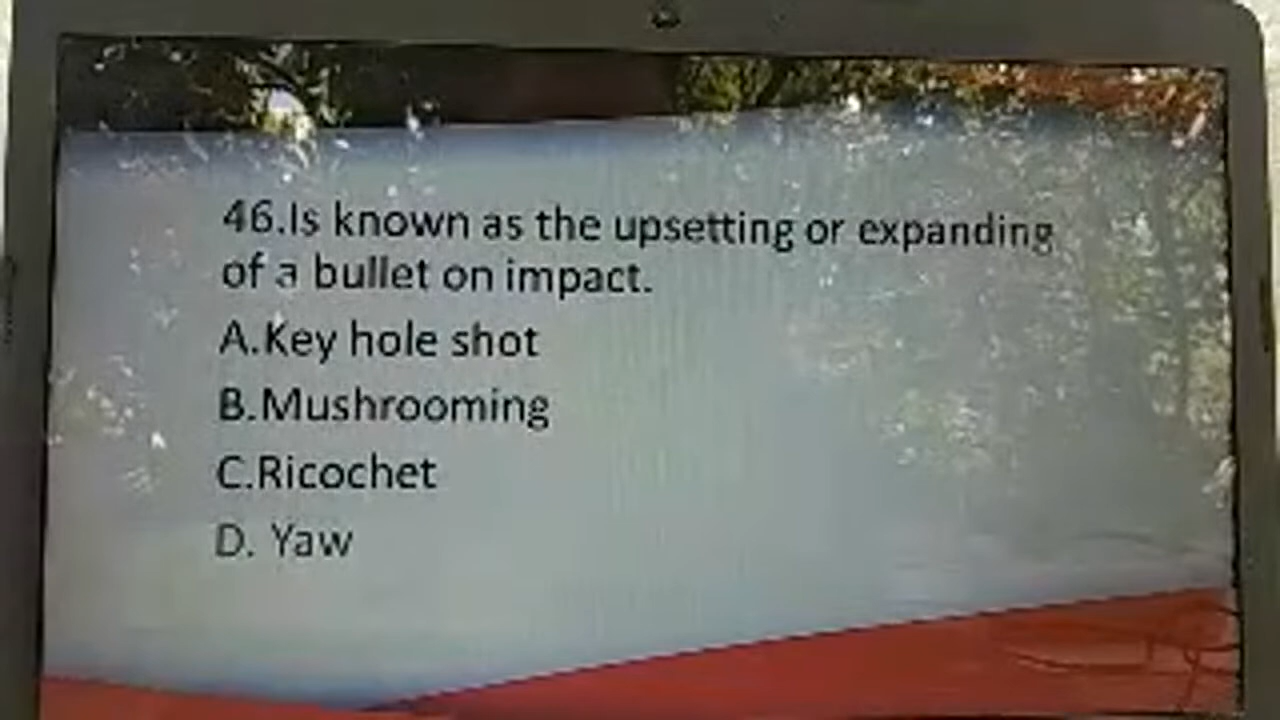 46.Is known as the upsetting or expanding
of a bullet on impact.
A.Key hole shot
B.Mushrooming
C.Ricochet
D. Yaw